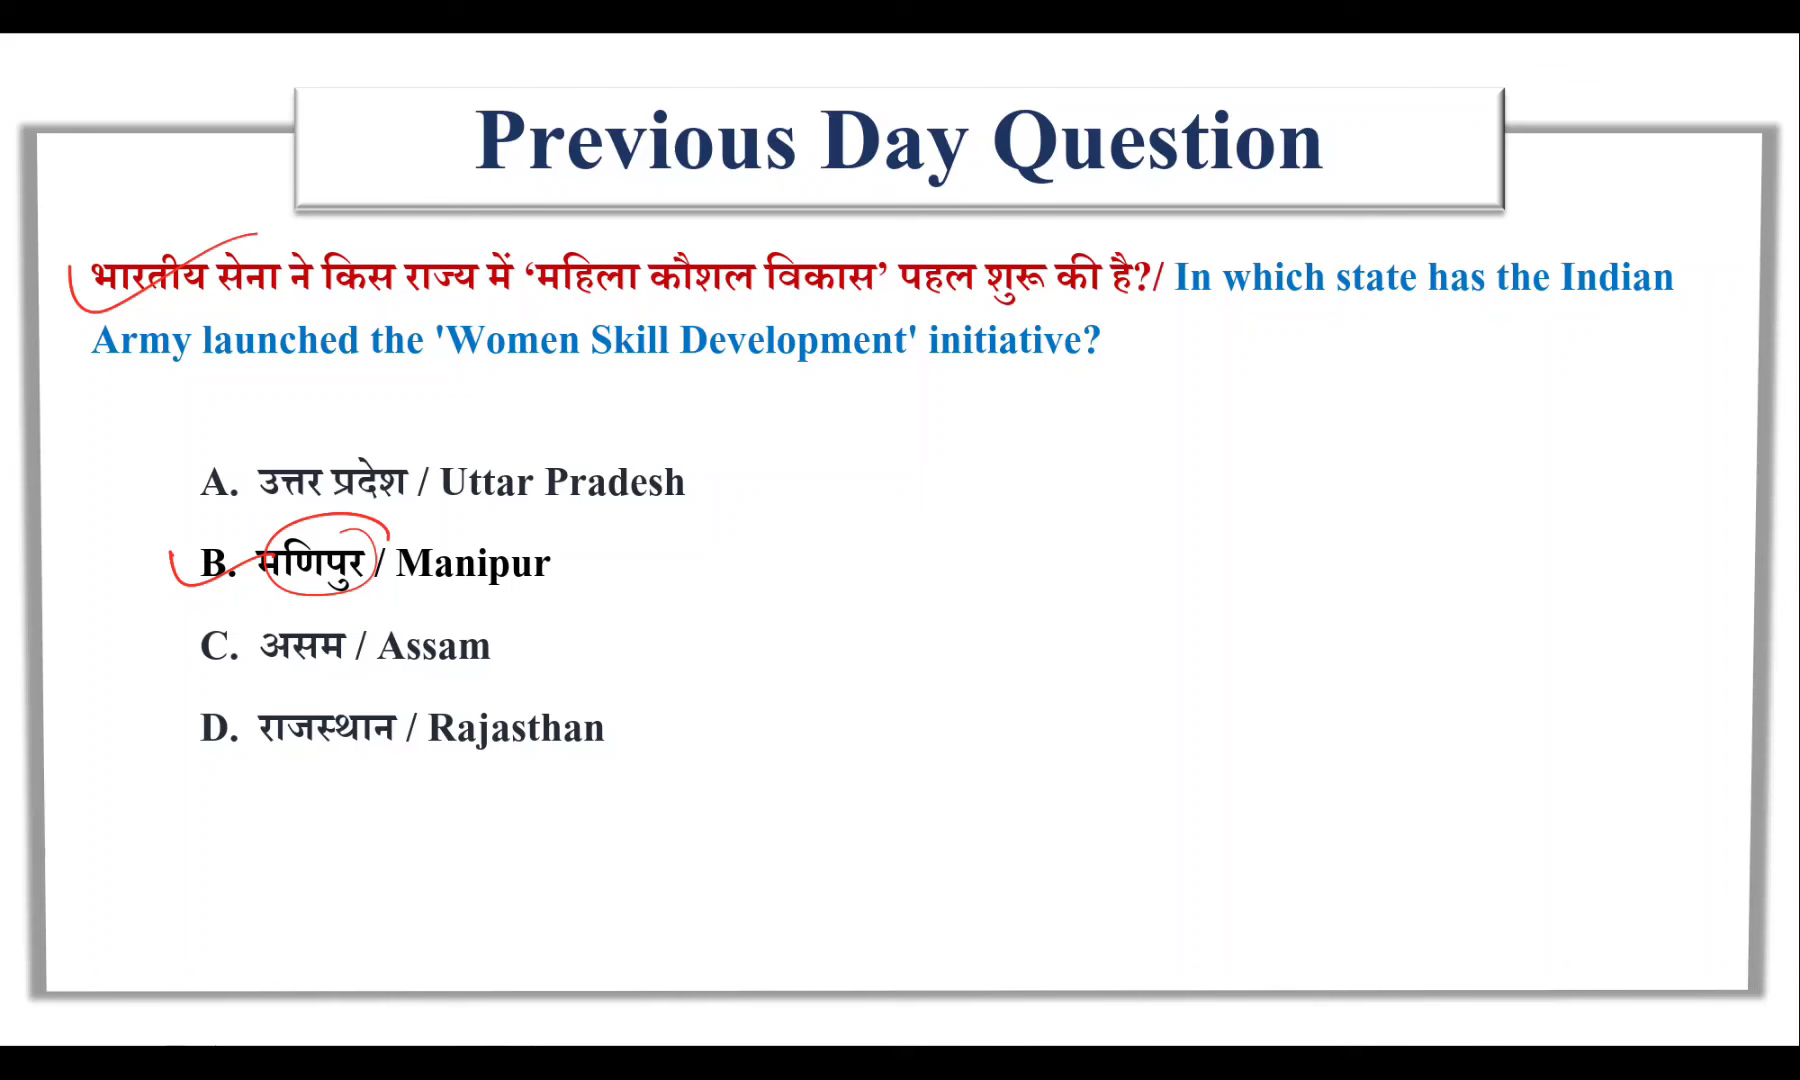 Previous Day Question
भारतीय सेना ने किस राज्य में ‘महिला कौशल विकास’ पहल शुरू की है?/ In which state has the Indian
Army launched the 'Women Skill Development' initiative?
A. उत्तर प्रदेश / Uttar Pradesh
B. मणिपुर / Manipur
C. असम / Assam
D. राजस्थान / Rajasthan